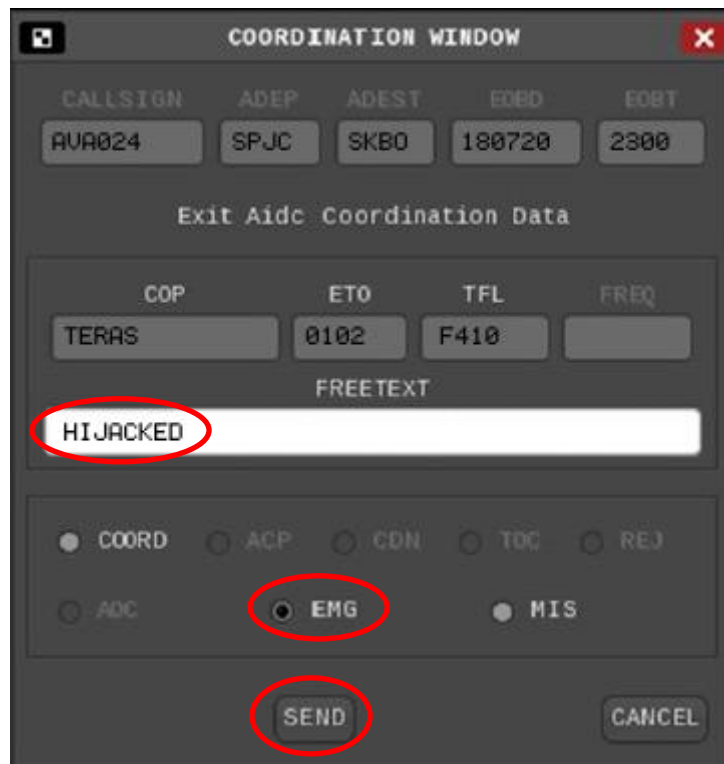 COORDINATION WINDOW
CALLSIGN ADEP ADEST EOBD EOBT
AVA024 SPJC SKBO 180720 2300
Exit Aidc Coordination Data
COP ETO TFL FREQ
TERAS 0102 F410
FREETEXT
HIJACKED
COORD ACP CDN TOC REJ
ADC EMG MIS
SEND CANCEL